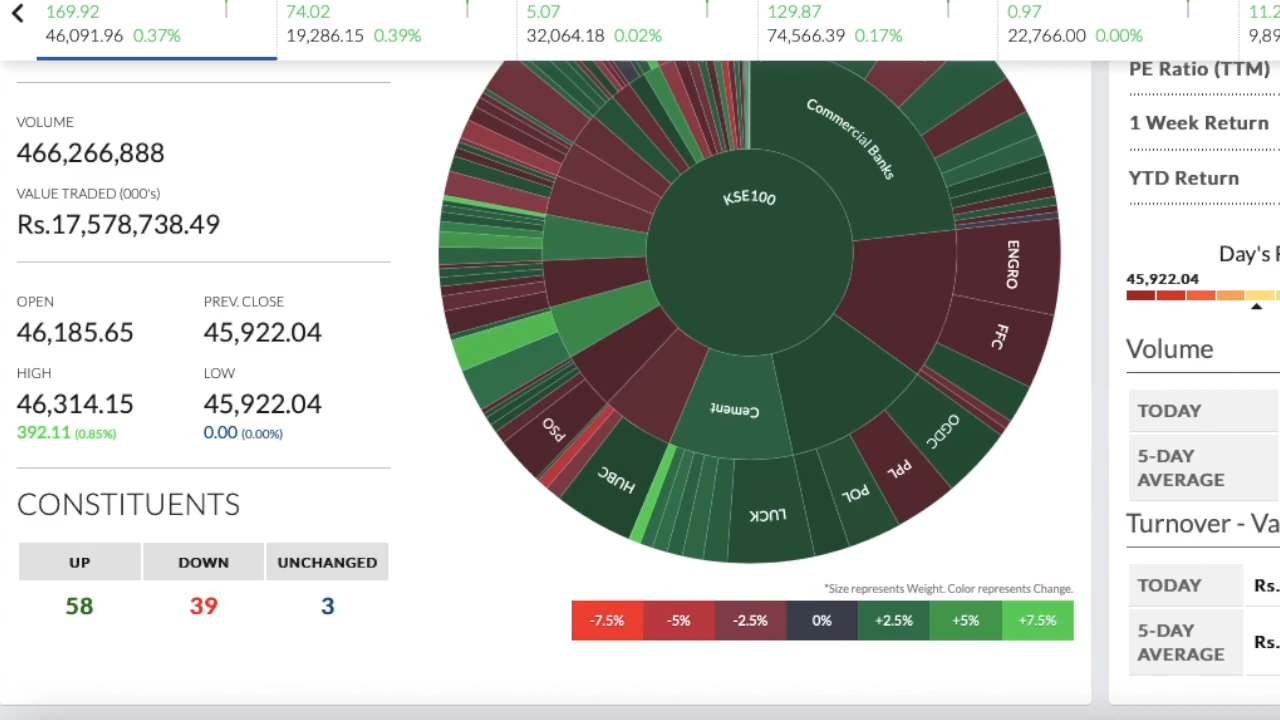 169.92
46,091.96 0.37%
74.02
19,286.15 0.39%
5.07
32,064.18 0.02%
129.87
74,566.39 0.17%
0.97
22,766.00 0.00%
11.2
9,89
VOLUME
466,266,888
VALUE TRADED (000's)
Rs.17,578,738.49
OPEN
46,185.65
PREV. CLOSE
45,922.04
HIGH
46,314.15
392.11 (0.85%)
LOW
45,922.04
0.00 (0.00%)
CONSTITUENTS
UP DOWN UNCHANGED
58 39 3
KSE100
Commercial Banks
ENGRO
FFC
OGDC
PPL
POL
LUCK
Cement
HUBC
PSO
*Size represents Weight. Color represents Change.
-7.5% -5% -2.5% 0% +2.5% +5% +7.5%
PE Ratio (TTM)
1 Week Return
YTD Return
Day's
45,922.04
Volume
TODAY
5-DAY
AVERAGE
Turnover - Va
TODAY Rs.
5-DAY
AVERAGE Rs.